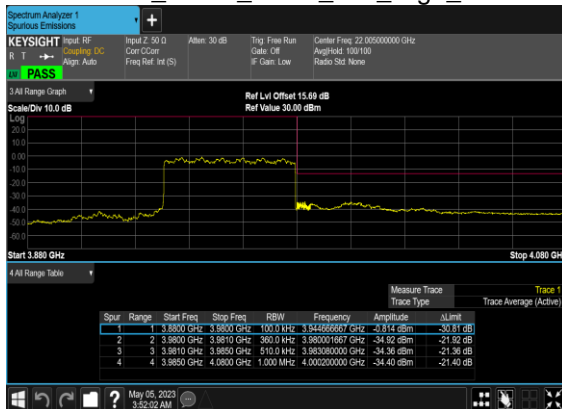 Spectrum Analyzer 1
Spurious Emissions
KEYSIGHT Input: RF Input Z: 50 Ω Atten: 30 dB Trig: Free Run Center Freq: 22.005000000 GHz
R T Coupling: DC Corr CCorr Gate: Off Avg|Hold: 100/100
Align: Auto Freq Ref: Int (S) IF Gain: Low Radio Std: None
PASS
3 All Range Graph
Ref Lvl Offset 15.69 dB
Scale/Div 10.0 dB Ref Value 30.00 dBm
Log
20.0
10.0
0.00
-10.0
-20.0
-30.0
-40.0
-50.0
-60.0
Start 3.880 GHz Stop 4.080 GH
4 All Range Table
Measure Trace Trace 1
Trace Type Trace Average (Active)
Spur Range Start Freq Stop Freq RBW Frequency Amplitude ΔLimit
1 1 3.8800 GHz 3.9800 GHz 100.0 kHz 3.944666667 GHz -0.814 dBm -30.81 dB
2 2 3.9800 GHz 3.9810 GHz 360.0 kHz 3.980001667 GHz -34.92 dBm -21.92 dB
3 3 3.9810 GHz 3.9850 GHz 510.0 kHz 3.983080000 GHz -34.36 dBm -21.36 dB
4 4 3.9850 GHz 4.0800 GHz 1.000 MHz 4.000200000 GHz -34.40 dBm -21.40 dB
May 05, 2023
3:52:02 AM